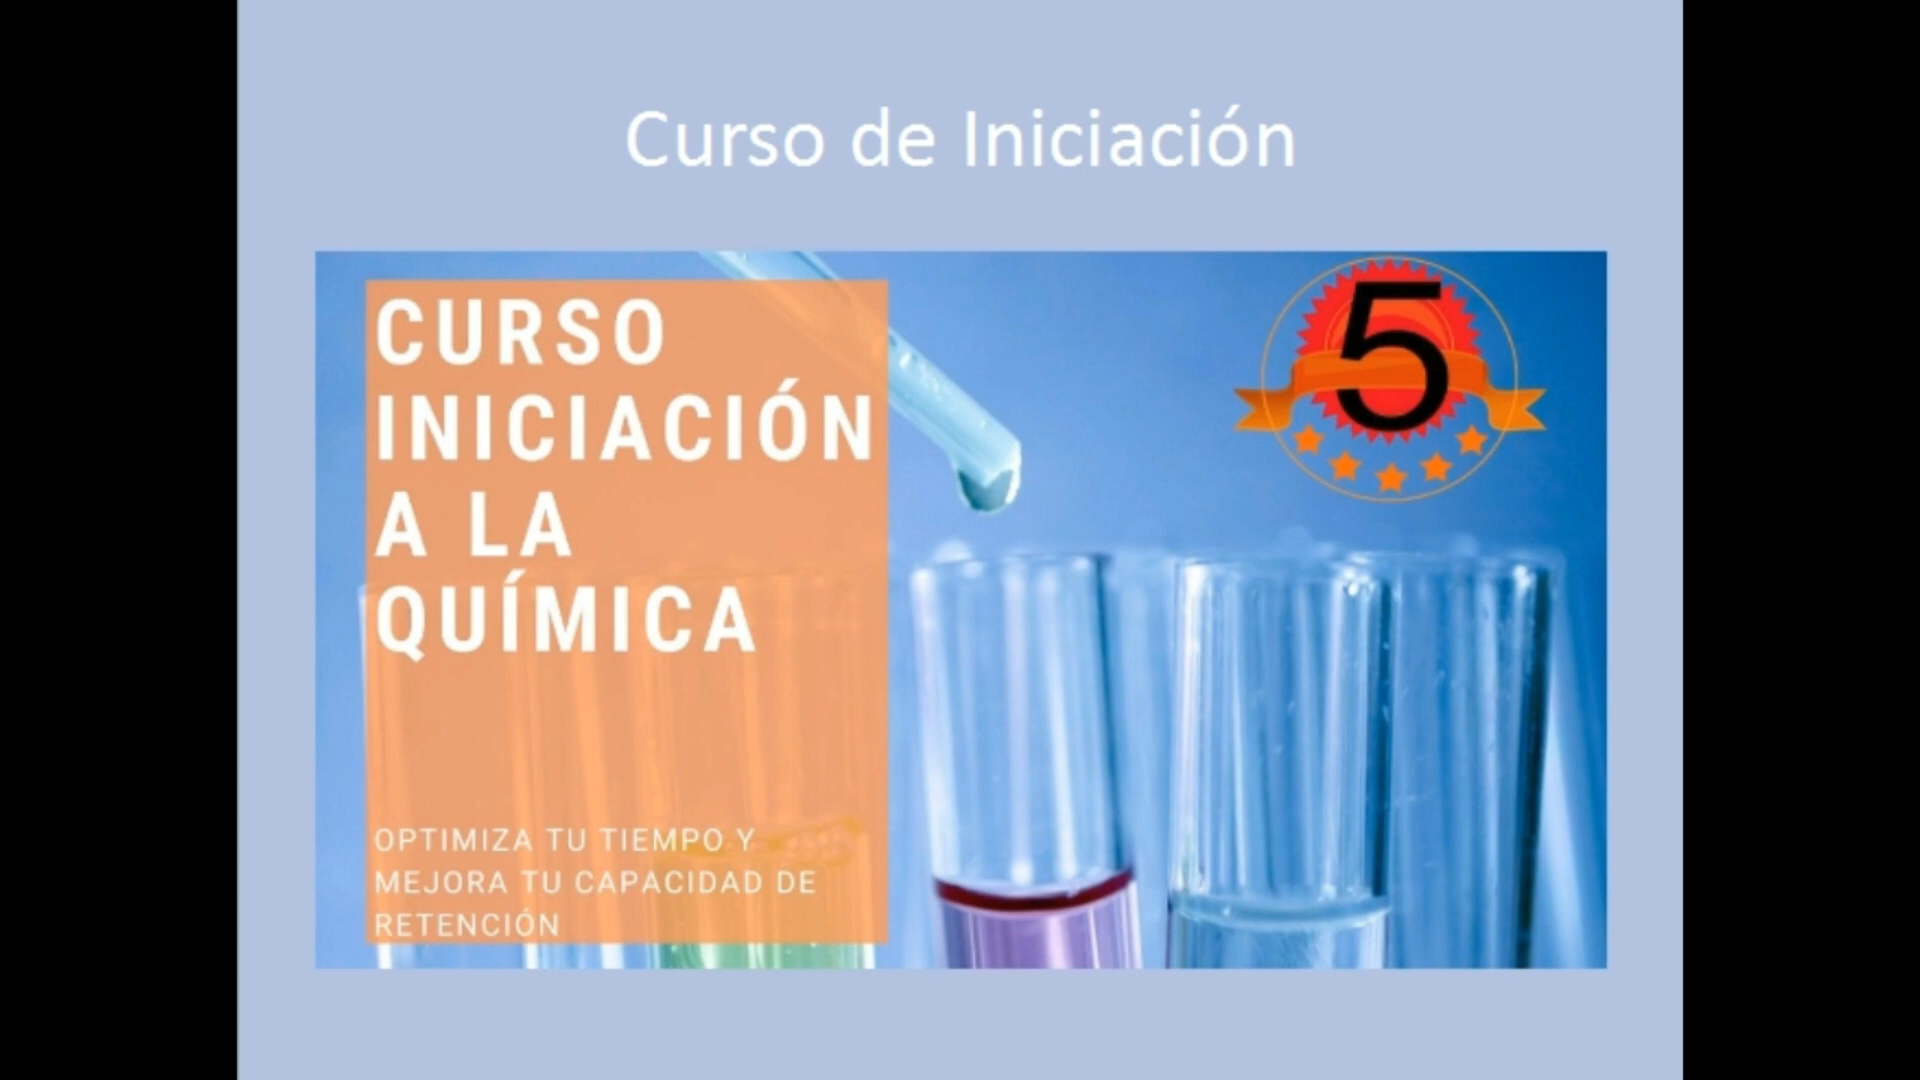 Curso de Iniciación
CURSO
INICIACIÓN
A LA
QUÍMICA
5
OPTIMIZA TU TIEMPO Y
MEJORA TU CAPACIDAD DE
RETENCIÓN